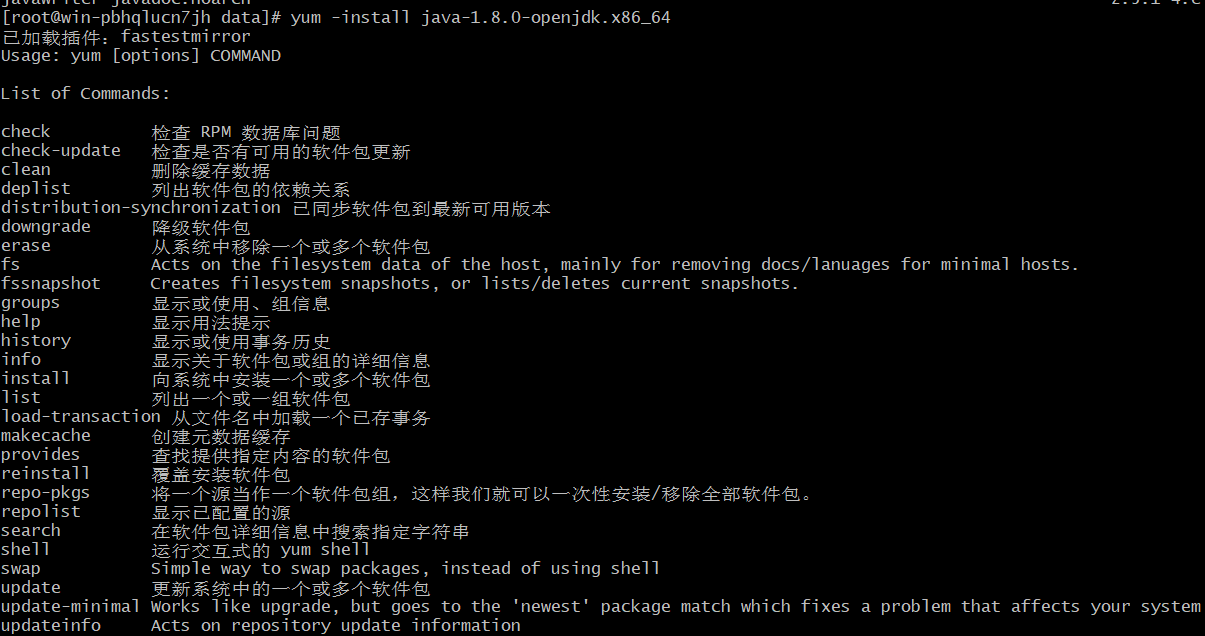 javawriter-javadoc.noarch 2.5.1-4.e
[root@win-pbhqlucn7jh data]# yum -install java-1.8.0-openjdk.x86_64
已加载插件：fastestmirror
Usage: yum [options] COMMAND
List of Commands:
check 检查 RPM 数据库问题
check-update 检查是否有可用的软件包更新
clean 删除缓存数据
deplist 列出软件包的依赖关系
distribution-synchronization 已同步软件包到最新可用版本
downgrade 降级软件包
erase 从系统中移除一个或多个软件包
fs Acts on the filesystem data of the host, mainly for removing docs/lanuages for minimal hosts.
fssnapshot Creates filesystem snapshots, or lists/deletes current snapshots.
groups 显示或使用、组信息
help 显示用法提示
history 显示或使用事务历史
info 显示关于软件包或组的详细信息
install 向系统中安装一个或多个软件包
list 列出一个或一组软件包
load-transaction 从文件名中加载一个已存事务
makecache 创建元数据缓存
provides 查找提供指定内容的软件包
reinstall 覆盖安装软件包
repo-pkgs 将一个源当作一个软件包组，这样我们就可以一次性安装/移除全部软件包。
repolist 显示已配置的源
search 在软件包详细信息中搜索指定字符串
shell 运行交互式的 yum shell
swap Simple way to swap packages, instead of using shell
update 更新系统中的一个或多个软件包
update-minimal Works like upgrade, but goes to the 'newest' package match which fixes a problem that affects your system
updateinfo Acts on repository update information